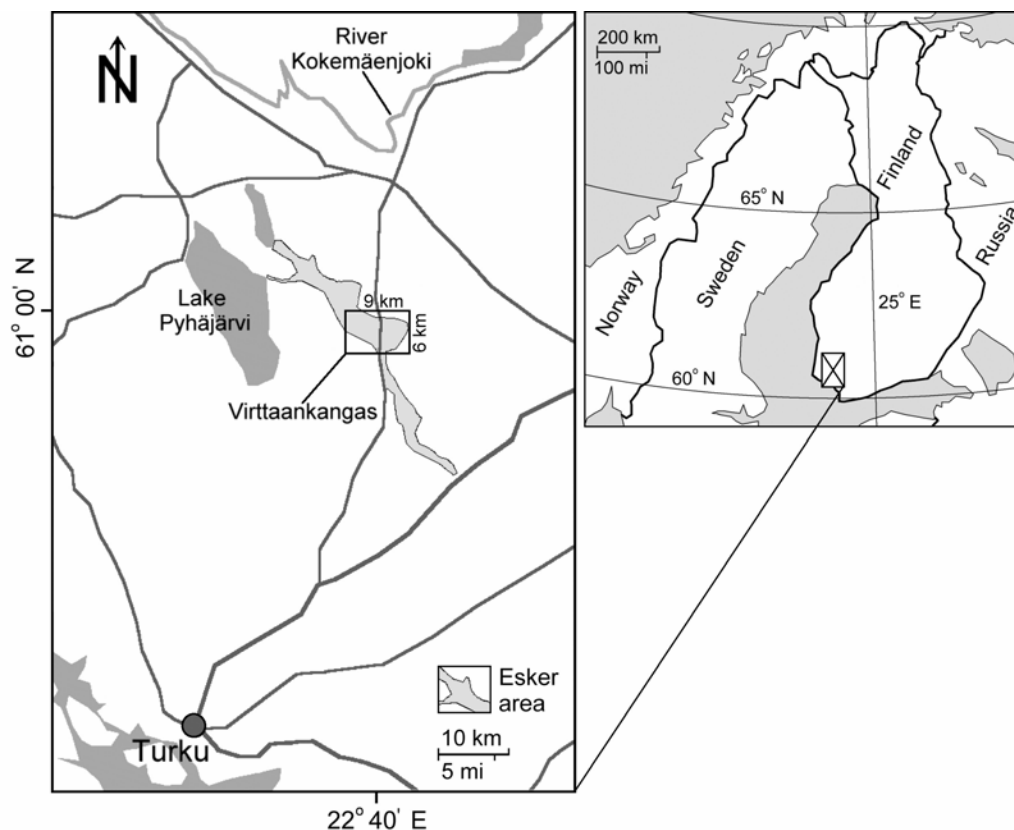 N
River
Kokemäenjoki
Lake
Pyhäjärvi
9 km
6 km
61° 00' N
Virttaankangas
Esker
area
10 km
5 mi
Turku
22° 40' E
200 km
100 mi
65° N
Finland
Norway
Sweden
Russia
25° E
60° N